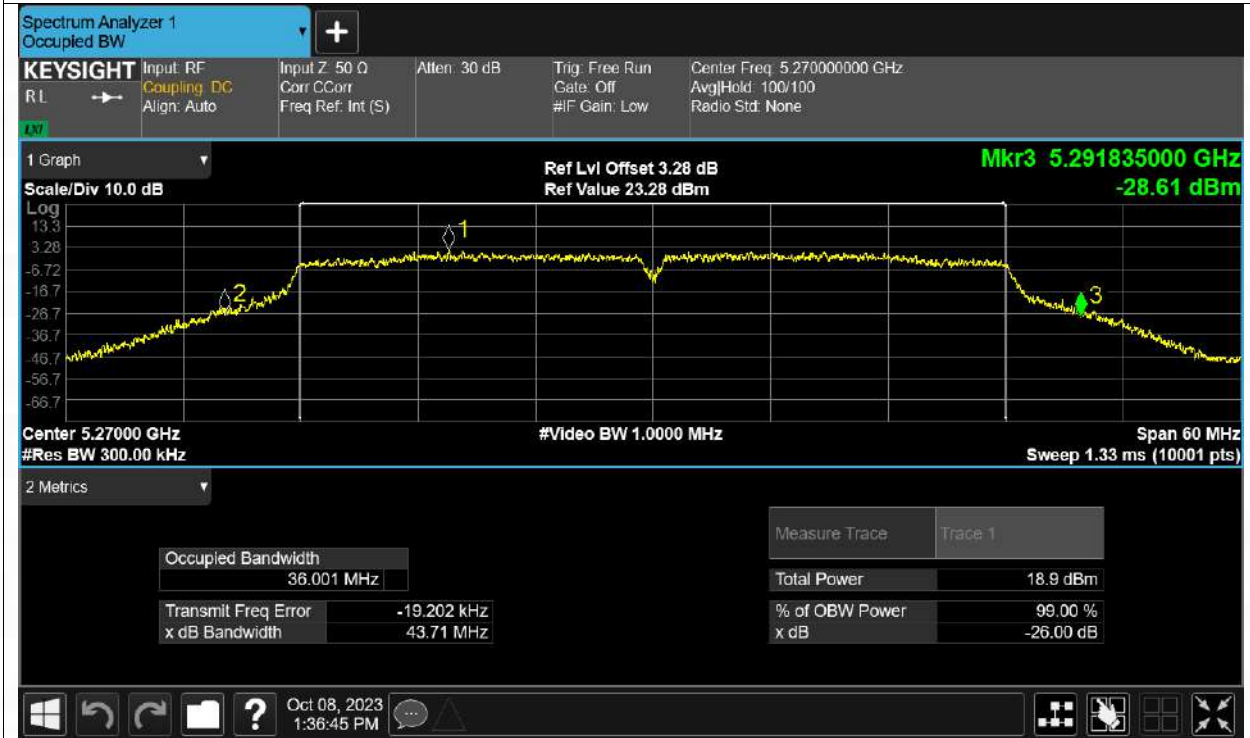 Spectrum Analyzer 1
Occupied BW
+
KEYSIGHT
RL
LXI
Input: RF
Coupling: DC
Align: Auto
Input Z: 50 Ω
Corr CCorr
Freq Ref: Int (S)
Atten: 30 dB
Trig: Free Run
Gate: Off
#IF Gain: Low
Center Freq: 5.270000000 GHz
Avg|Hold: 100/100
Radio Std: None
1 Graph
Scale/Div 10.0 dB
Ref Lvl Offset 3.28 dB
Ref Value 23.28 dBm
Mkr3 5.291835000 GHz
-28.61 dBm
Log
13.3
3.28
-6.72
-16.7
-26.7
-36.7
-46.7
-56.7
-66.7
1
2
3
Center 5.27000 GHz
#Video BW 1.0000 MHz
Span 60 MHz
#Res BW 300.00 kHz
Sweep 1.33 ms (10001 pts)
2 Metrics
Measure Trace Trace 1
Occupied Bandwidth
36.001 MHz
Total Power 18.9 dBm
Transmit Freq Error -19.202 kHz
% of OBW Power 99.00 %
x dB Bandwidth 43.71 MHz
x dB -26.00 dB
?
Oct 08, 2023
1:36:45 PM